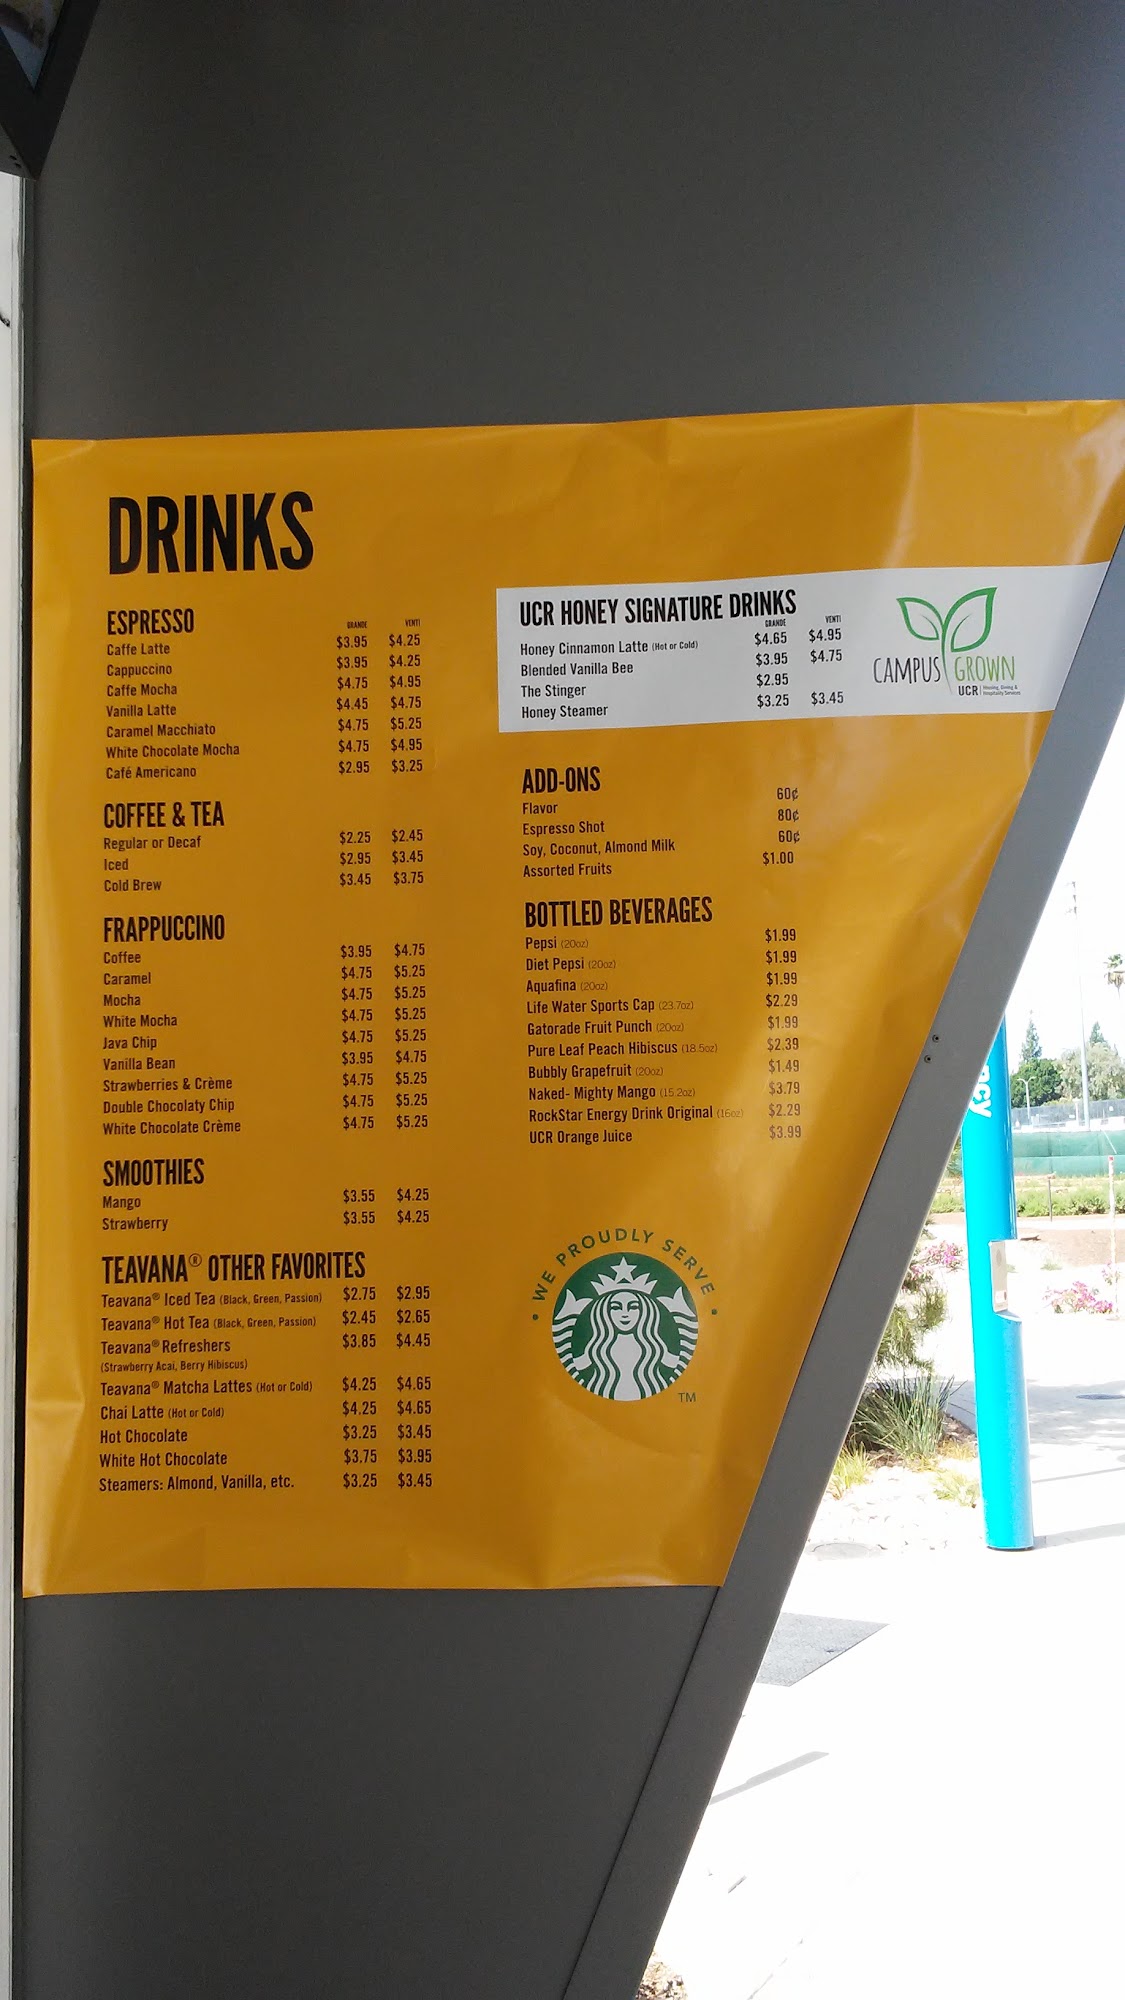 DRINKS
ESPRESSO GRANDE VENTI
Caffe Latte $3.95 $4.25
Cappuccino $3.95 $4.25
Caffe Mocha $4.75 $4.95
Vanilla Latte $4.45 $4.75
Caramel Macchiato $4.75 $5.25
White Chocolate Mocha $4.75 $4.95
Café Americano $2.95 $3.25
COFFEE & TEA
Regular or Decaf $2.25 $2.45
Iced $2.95 $3.45
Cold Brew $3.45 $3.75
FRAPPUCCINO
Coffee $3.95 $4.75
Caramel $4.75 $5.25
Mocha $4.75 $5.25
White Mocha $4.75 $5.25
Java Chip $4.75 $5.25
Vanilla Bean $3.95 $4.75
Strawberries & Crème $4.75 $5.25
Double Chocolaty Chip $4.75 $5.25
White Chocolate Crème $4.75 $5.25
SMOOTHIES
Mango $3.55 $4.25
Strawberry $3.55 $4.25
TEAVANA® OTHER FAVORITES
Teavana® Iced Tea (Black, Green, Passion) $2.75 $2.95
Teavana® Hot Tea (Black, Green, Passion) $2.45 $2.65
Teavana® Refreshers $3.85 $4.45
(Strawberry Acai, Berry Hibiscus)
Teavana® Matcha Lattes (Hot or Cold) $4.25 $4.65
Chai Latte (Hot or Cold) $4.25 $4.65
Hot Chocolate $3.25 $3.45
White Hot Chocolate $3.75 $3.95
Steamers: Almond, Vanilla, etc. $3.25 $3.45
UCR HONEY SIGNATURE DRINKS
GRANDE VENTI
Honey Cinnamon Latte (Hot or Cold) $4.65 $4.95
Blended Vanilla Bee $3.95 $4.75
The Stinger $2.95
Honey Steamer $3.25 $3.45
CAMPUS GROWN
UCR Housing, Dining & Hospitality Services
ADD-ONS
Flavor 60¢
Espresso Shot 80¢
Soy, Coconut, Almond Milk 60¢
Assorted Fruits $1.00
BOTTLED BEVERAGES
Pepsi (20oz) $1.99
Diet Pepsi (20oz) $1.99
Aquafina (20oz) $1.99
Life Water Sports Cap (23.7oz) $2.29
Gatorade Fruit Punch (20oz) $1.99
Pure Leaf Peach Hibiscus (18.5oz) $2.39
Bubbly Grapefruit (20oz) $1.49
Naked- Mighty Mango (15.2oz) $3.79
RockStar Energy Drink Original (16oz) $2.29
UCR Orange Juice $3.99
• WE PROUDLY SERVE •
TM